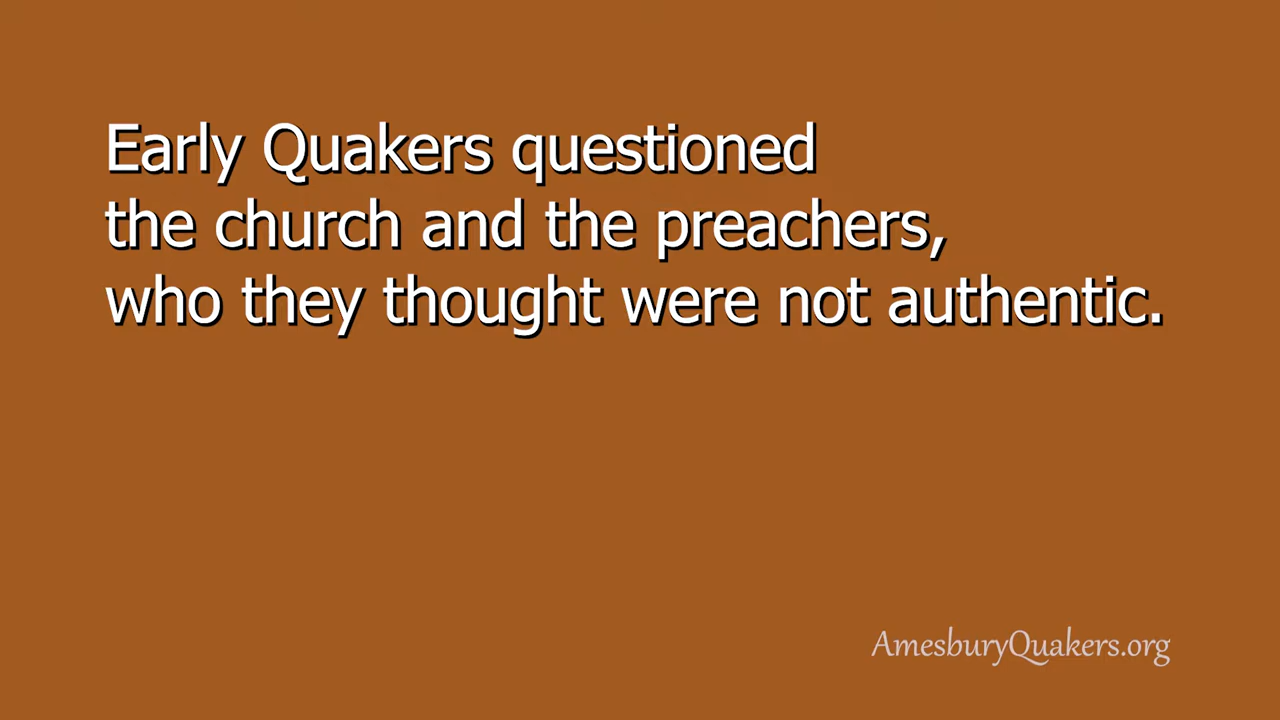 Early Quakers questioned
the church and the preachers,
who they thought were not authentic.
AmesburyQuakers.org